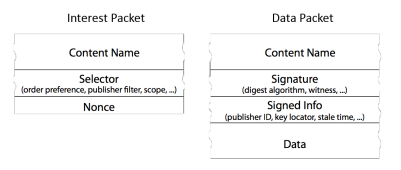 Interest Packet
Content Name
Selector
(order preference, publisher filter, scope, ...)
Nonce
Data Packet
Content Name
Signature
(digest algorithm, witness, ...)
Signed Info
(publisher ID, key locator, stale time, ...)
Data